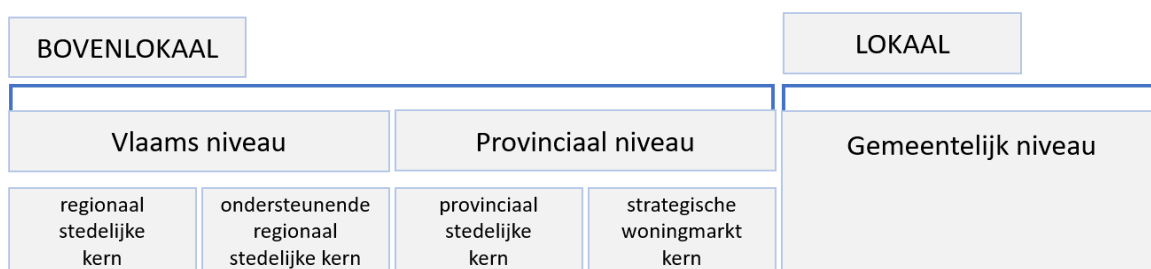 BOVENLOKAAL
LOKAAL
Vlaams niveau
Provinciaal niveau
Gemeentelijk niveau
regionaal
stedelijke
kern
ondersteunende
regionaal
stedelijke kern
provinciaal
stedelijke
kern
strategische
woningmarkt
kern